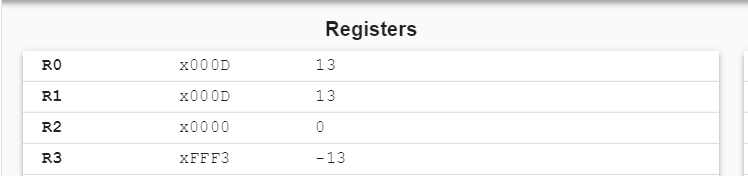 Registers
R0 x000D 13
R1 x000D 13
R2 x0000 0
R3 xFFF3 -13